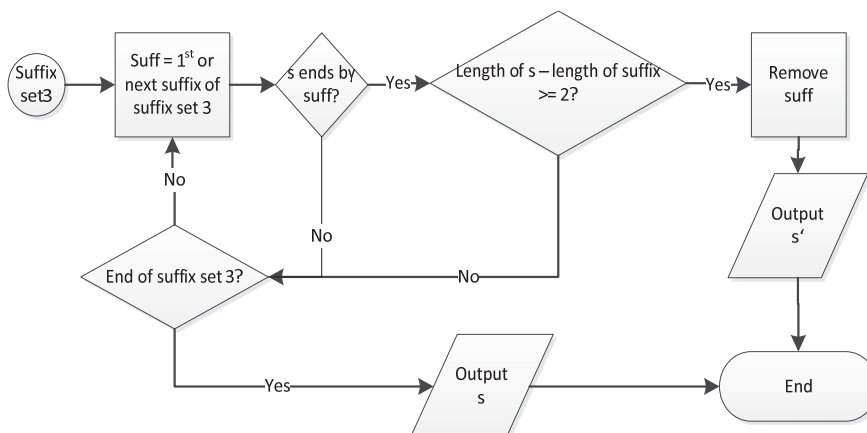 Suffix
set3
Suff = 1st or
next suffix of
suffix set 3
s ends by
suff?
Yes
Length of s – length of suffix
>= 2?
Yes
Remove
suff
No
No
Output
s‘
End of suffix set 3?
No
Yes
Output
s
End